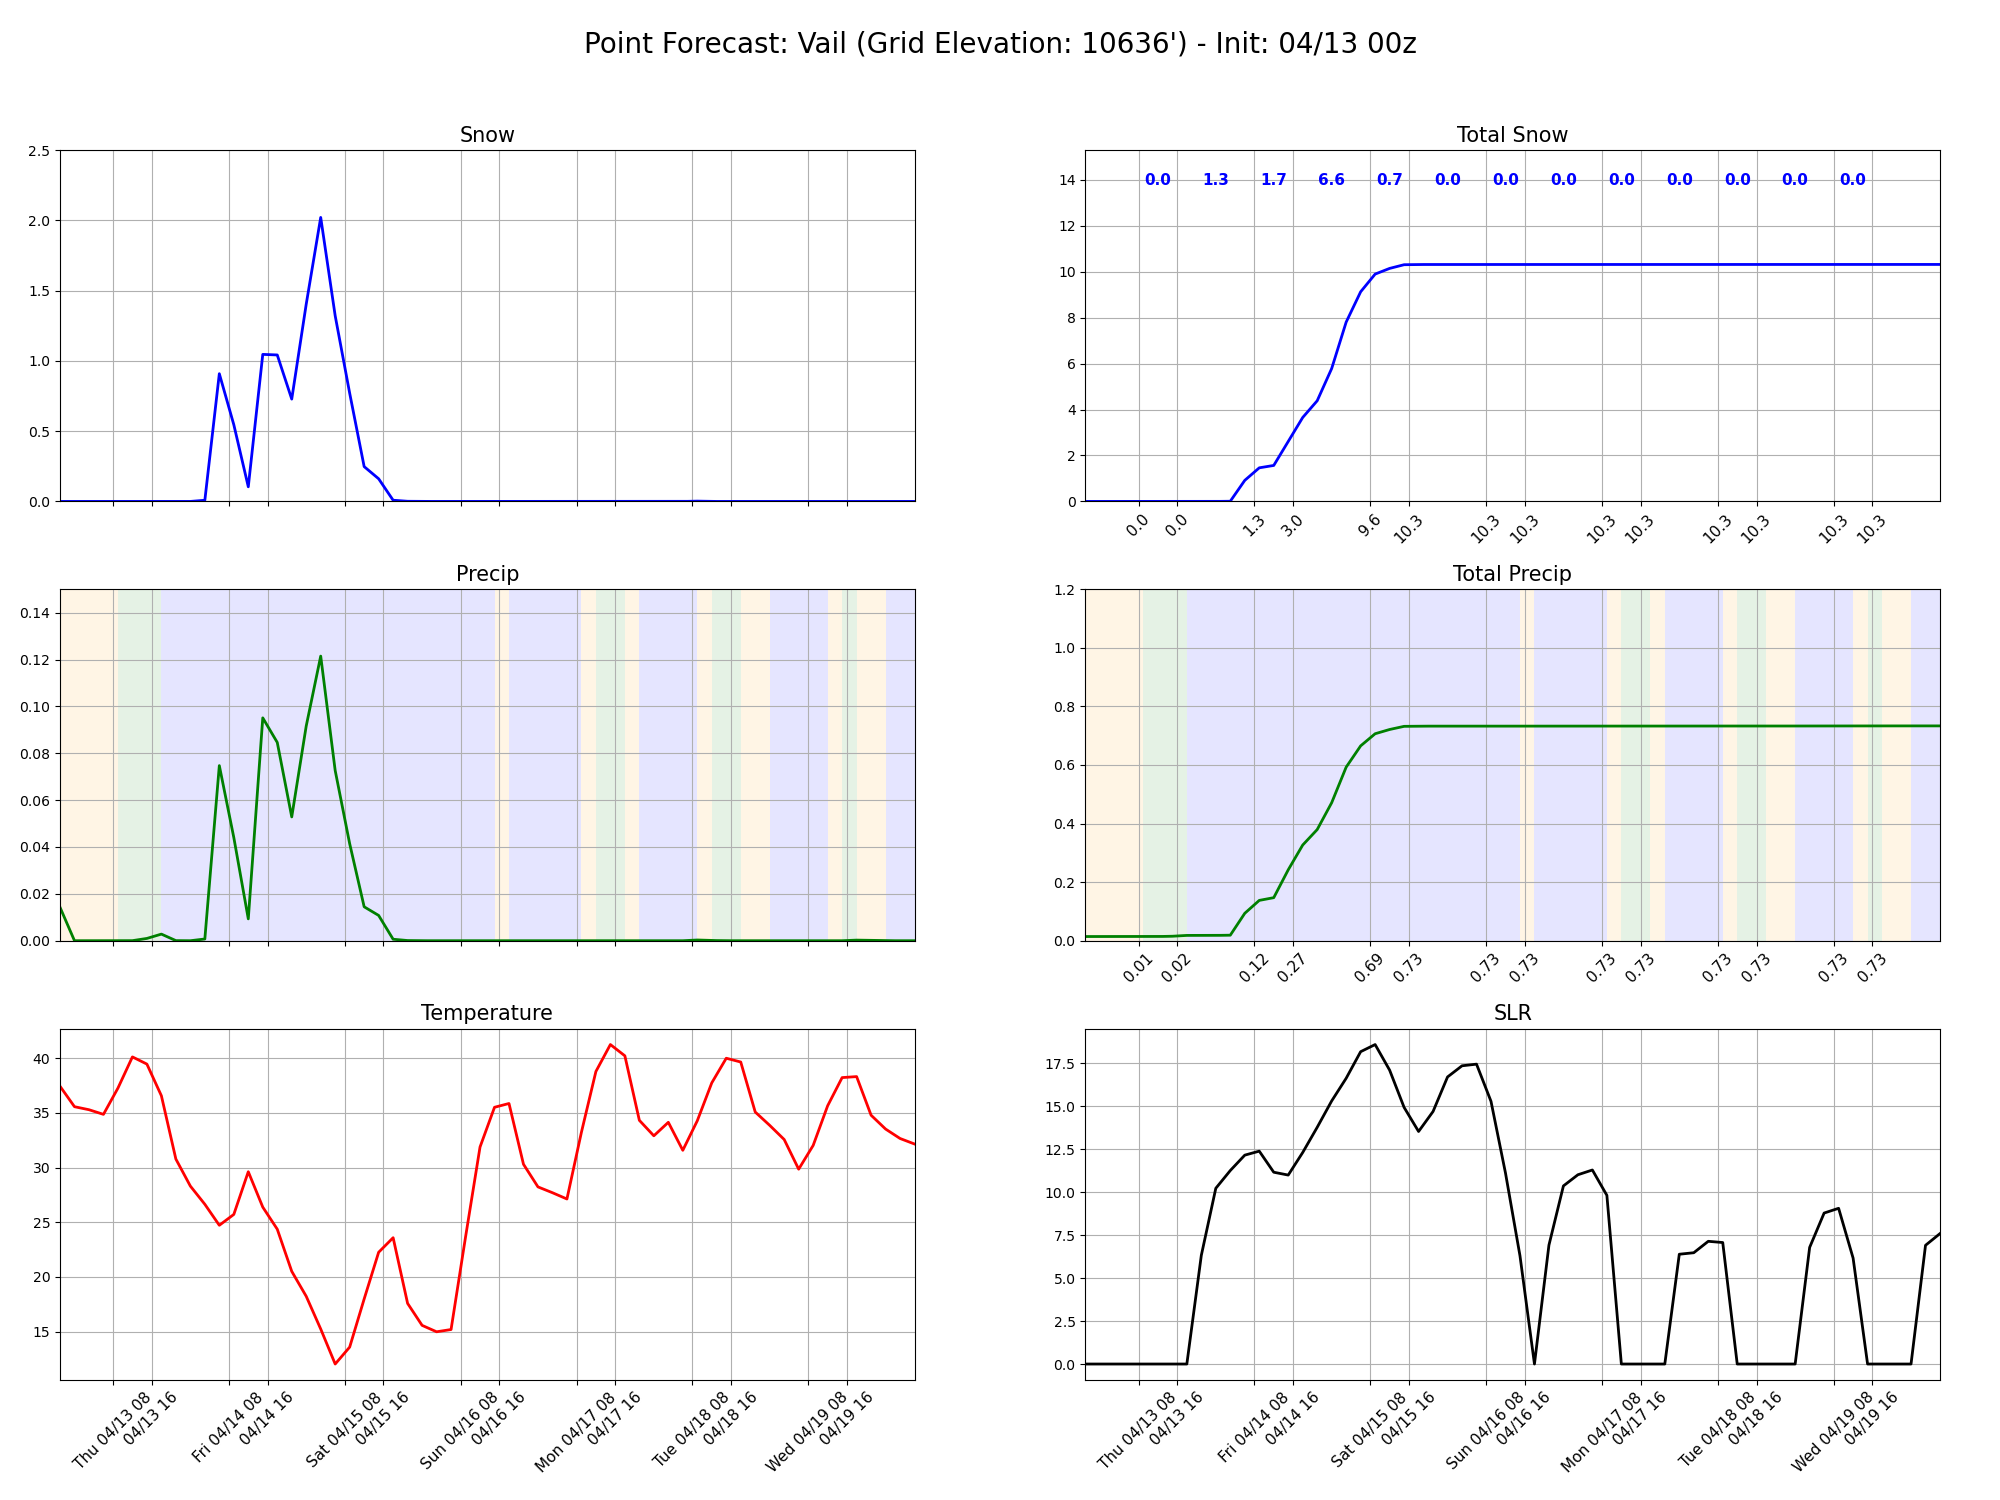 Point Forecast: Vail (Grid Elevation: 10636') - Init: 04/13 00z
Snow
2.5
2.0
1.5
1.0
0.5
0.0
Total Snow
14
12
10
8
6
4
2
0
0.0 1.3 1.7 6.6 0.7 0.0 0.0 0.0 0.0 0.0 0.0 0.0 0.0
0.0 0.0 1.3 3.0 9.6 10.3 10.3 10.3 10.3 10.3 10.3 10.3 10.3 10.3
Precip
0.14
0.12
0.10
0.08
0.06
0.04
0.02
0.00
Total Precip
1.2
1.0
0.8
0.6
0.4
0.2
0.0
0.01 0.02 0.12 0.27 0.69 0.73 0.73 0.73 0.73 0.73 0.73 0.73 0.73 0.73
Temperature
40
35
30
25
20
15
Thu 04/13 08
04/13 16
Fri 04/14 08
04/14 16
Sat 04/15 08
04/15 16
Sun 04/16 08
04/16 16
Mon 04/17 08
04/17 16
Tue 04/18 08
04/18 16
Wed 04/19 08
04/19 16
SLR
17.5
15.0
12.5
10.0
7.5
5.0
2.5
0.0
Thu 04/13 08
04/13 16
Fri 04/14 08
04/14 16
Sat 04/15 08
04/15 16
Sun 04/16 08
04/16 16
Mon 04/17 08
04/17 16
Tue 04/18 08
04/18 16
Wed 04/19 08
04/19 16